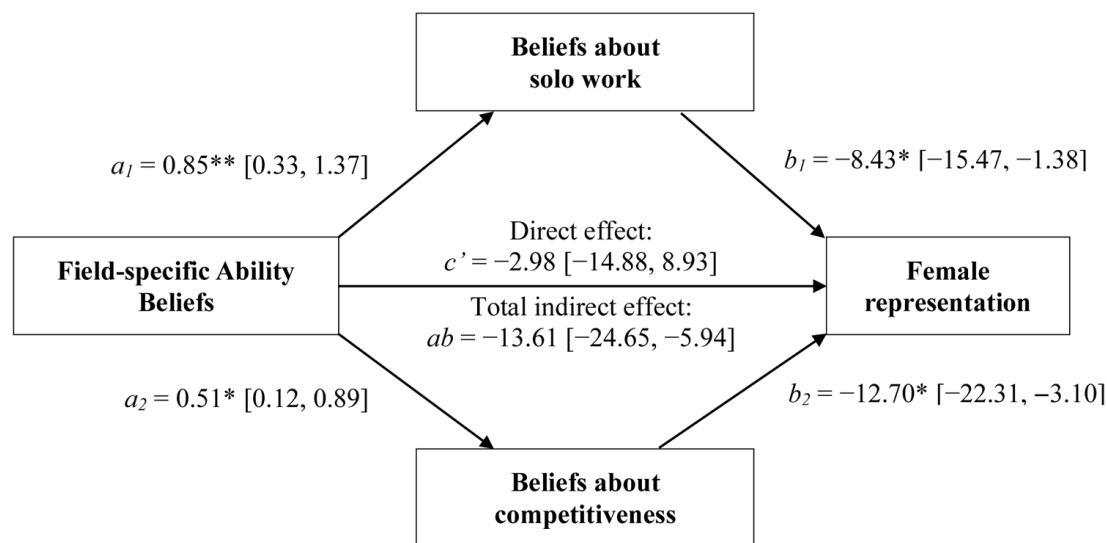 Beliefs about
solo work
a1 = 0.85** [0.33, 1.37]
b1 = −8.43* [−15.47, −1.38]
Field-specific Ability
Beliefs
Direct effect:
c’ = −2.98 [−14.88, 8.93]
Total indirect effect:
ab = −13.61 [−24.65, −5.94]
Female
representation
a2 = 0.51* [0.12, 0.89]
b2 = −12.70* [−22.31, −3.10]
Beliefs about
competitiveness